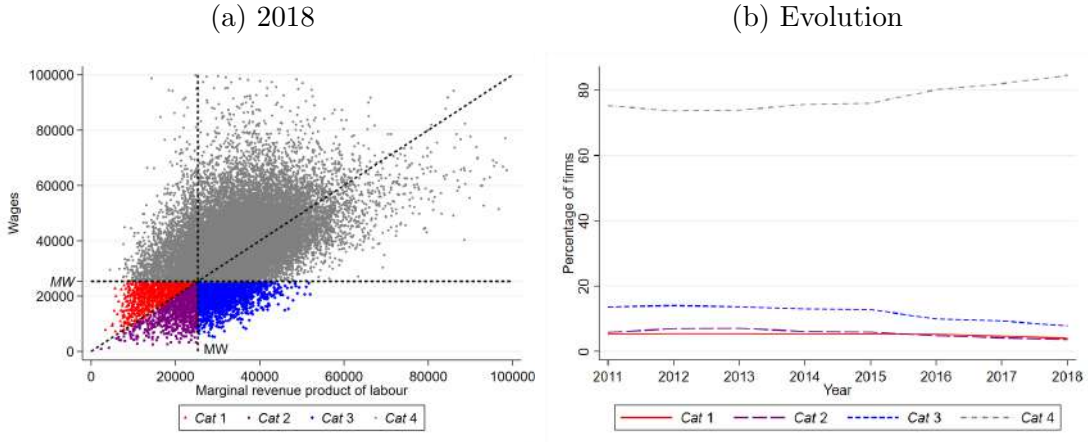 (a) 2018
100000
80000
60000
40000
MW
20000
0
Wages
MW
0 20000 40000 60000 80000 100000
Marginal revenue product of labour
Cat 1 Cat 2 Cat 3 Cat 4
(b) Evolution
80
60
40
20
0
Percentage of firms
2011 2012 2013 2014 2015 2016 2017 2018
Year
Cat 1 Cat 2 Cat 3 Cat 4